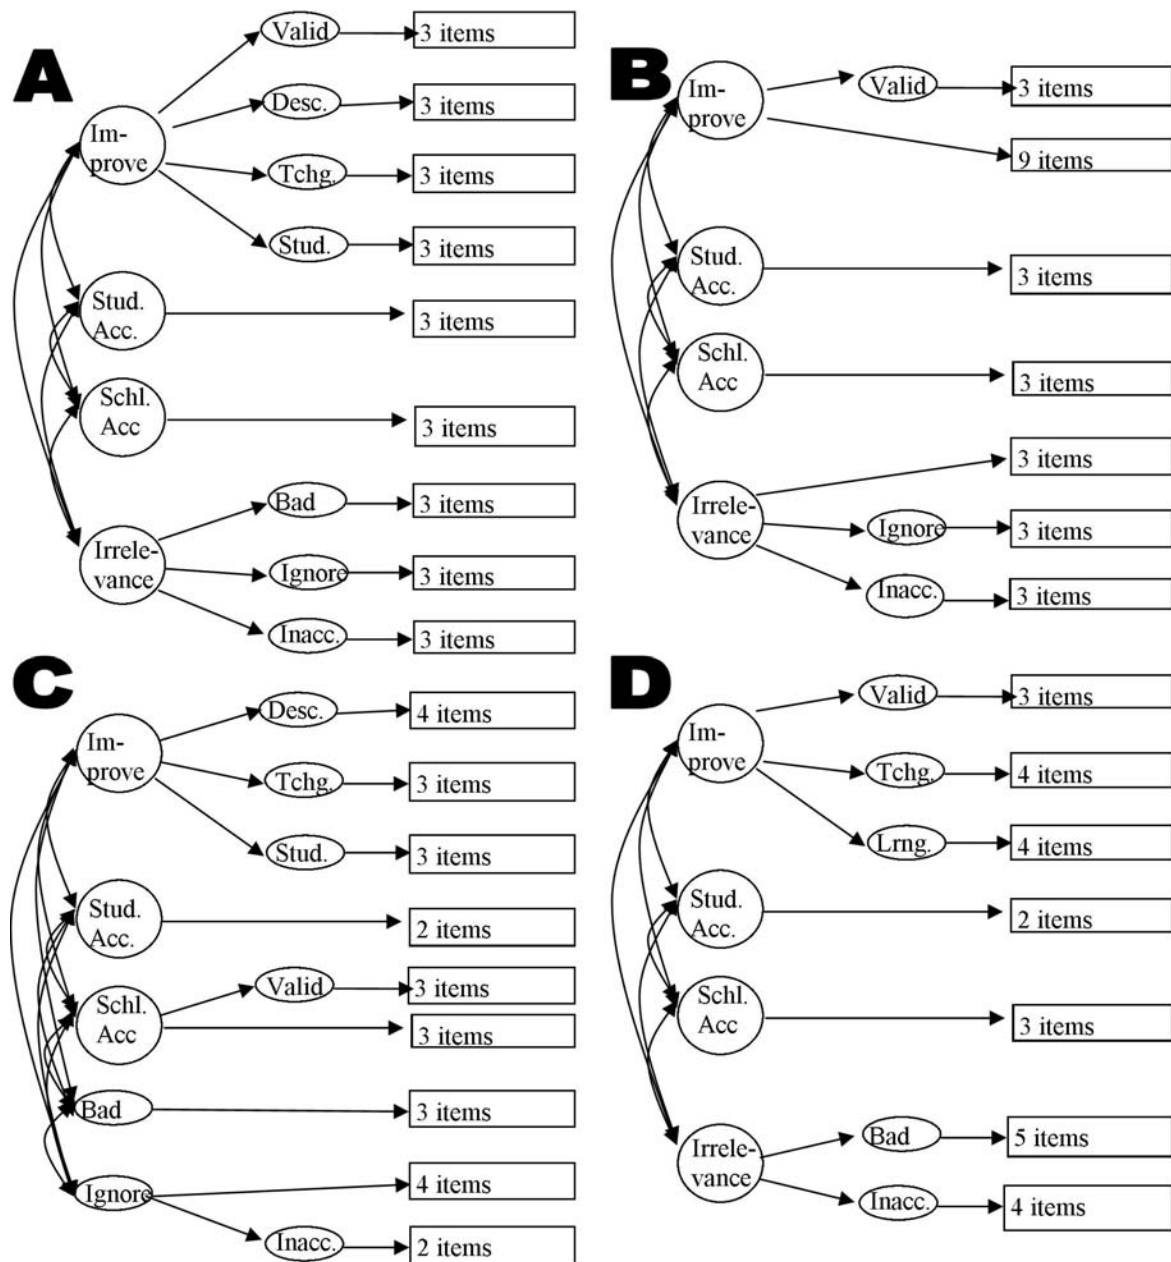 A
Im-
prove
Valid
3 items
Desc.
3 items
Tchg.
3 items
Stud.
3 items
Stud.
Acc.
3 items
Schl.
Acc
3 items
Irrele-
vance
Bad
3 items
Ignore
3 items
Inacc.
3 items
B
Im-
prove
Valid
3 items
9 items
Stud.
Acc.
3 items
Schl.
Acc
3 items
Irrele-
vance
3 items
Ignore
3 items
Inacc.
3 items
C
Im-
prove
Desc.
4 items
Tchg.
3 items
Stud.
3 items
Stud.
Acc.
2 items
Schl.
Acc
Valid
3 items
3 items
Bad
3 items
Ignore
4 items
Inacc.
2 items
D
Im-
prove
Valid
3 items
Tchg.
4 items
Lrng.
4 items
Stud.
Acc.
2 items
Schl.
Acc
3 items
Irrele-
vance
Bad
5 items
Inacc.
4 items